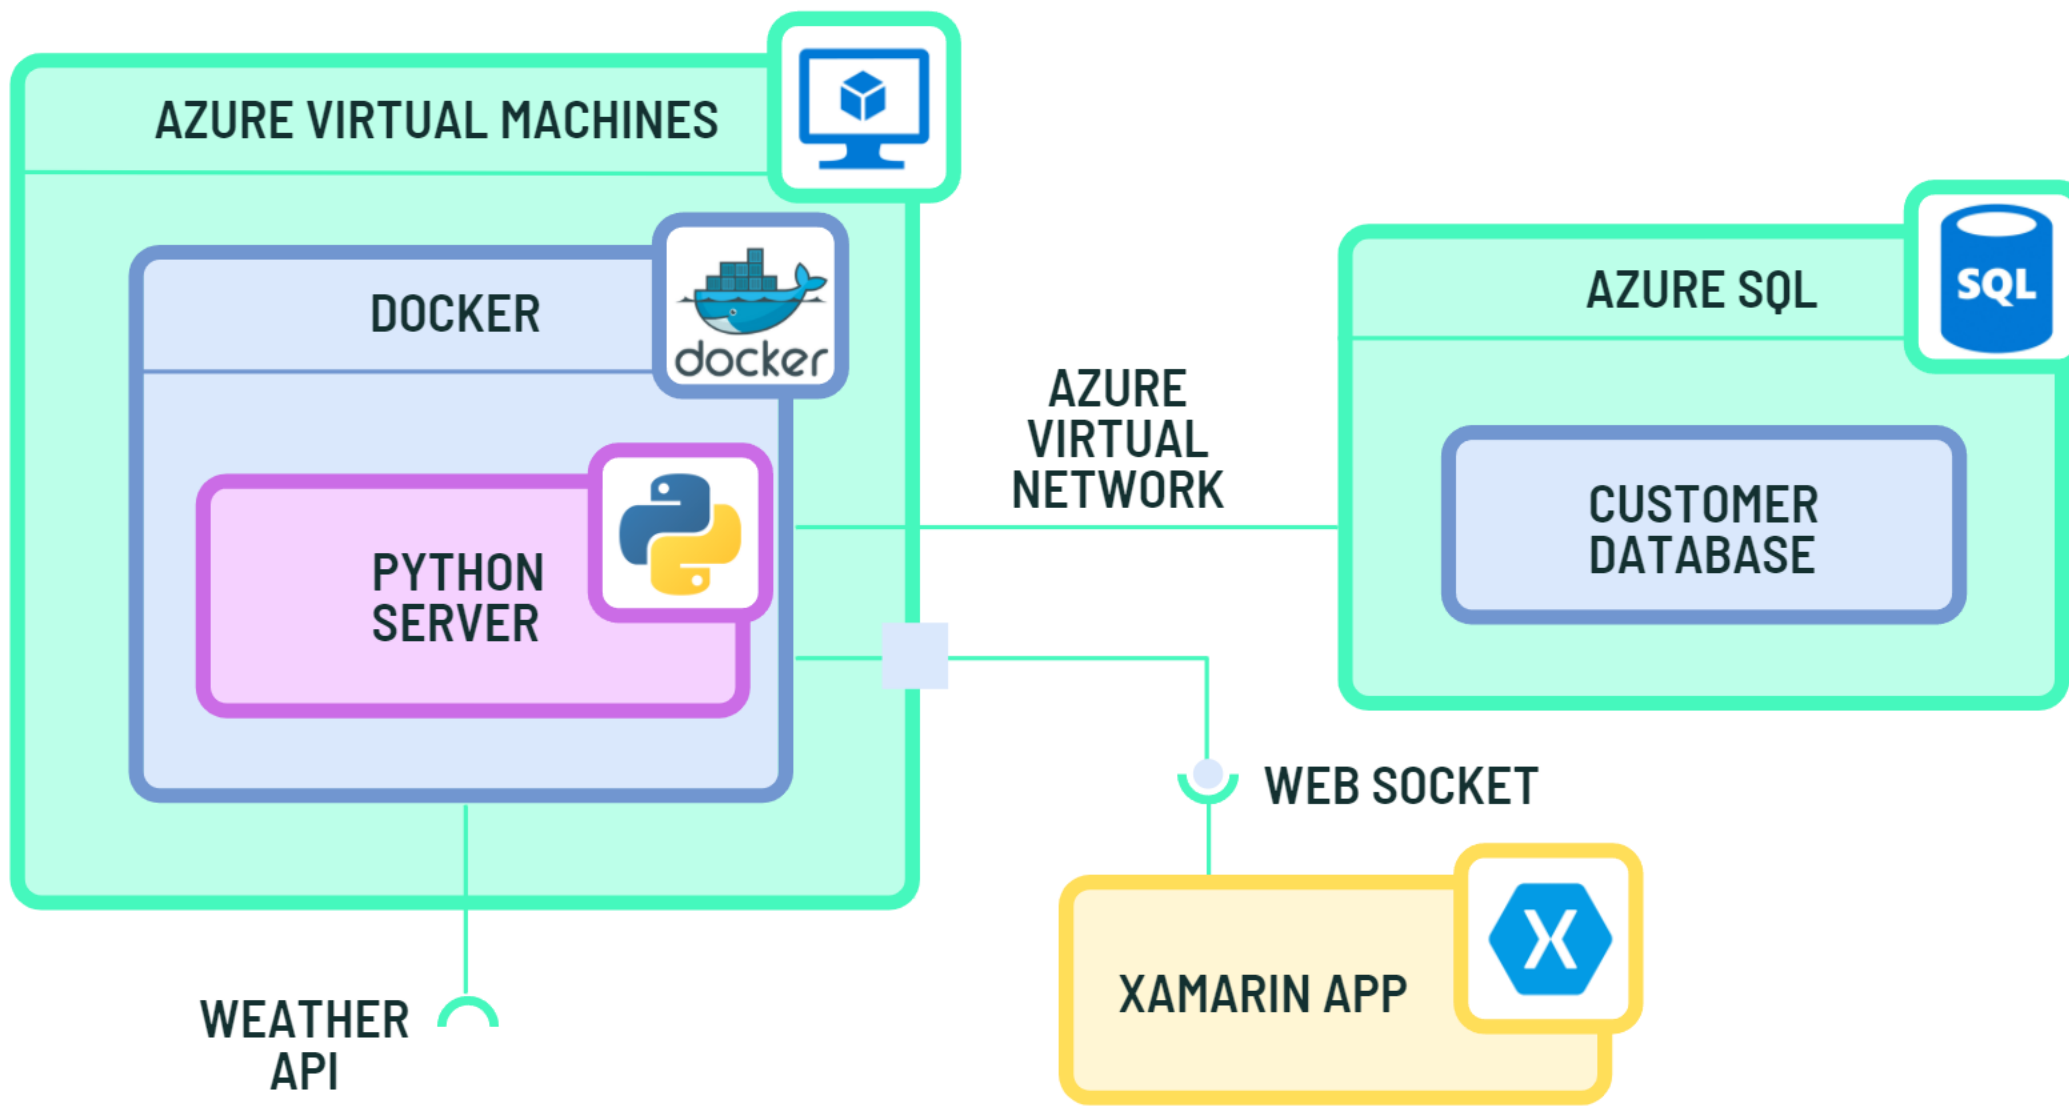 AZURE VIRTUAL MACHINES
DOCKER
docker
PYTHON
SERVER
AZURE
VIRTUAL
NETWORK
AZURE SQL
SQL
CUSTOMER
DATABASE
WEB SOCKET
XAMARIN APP
X
WEATHER
API